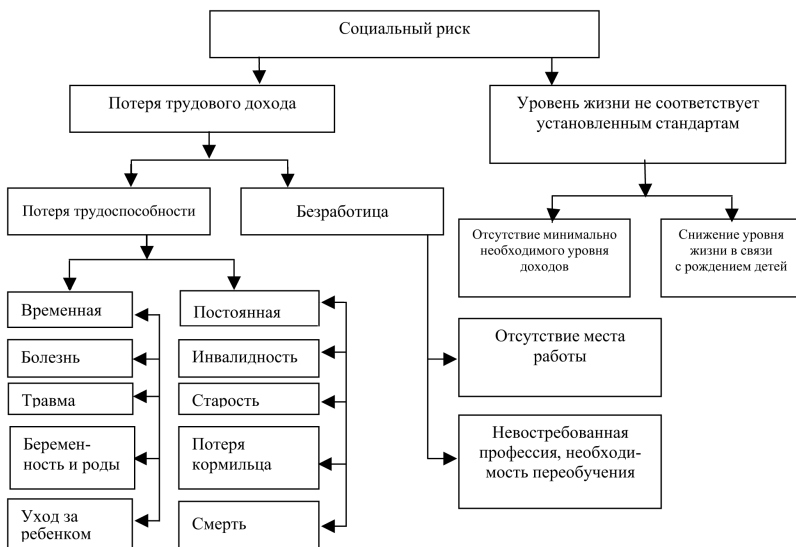 Социальный риск
Потеря трудового дохода
Уровень жизни не соответствует
установленным стандартам
Потеря трудоспособности
Безработица
Отсутствие минимально
необходимого уровня
доходов
Снижение уровня
жизни в связи
с рождением детей
Временная
Болезнь
Травма
Беремен-
ность и роды
Уход за
ребенком
Постоянная
Инвалидность
Старость
Потеря
кормильца
Смерть
Отсутствие места
работы
Невостребованная
профессия, необходи-
мость переобучения